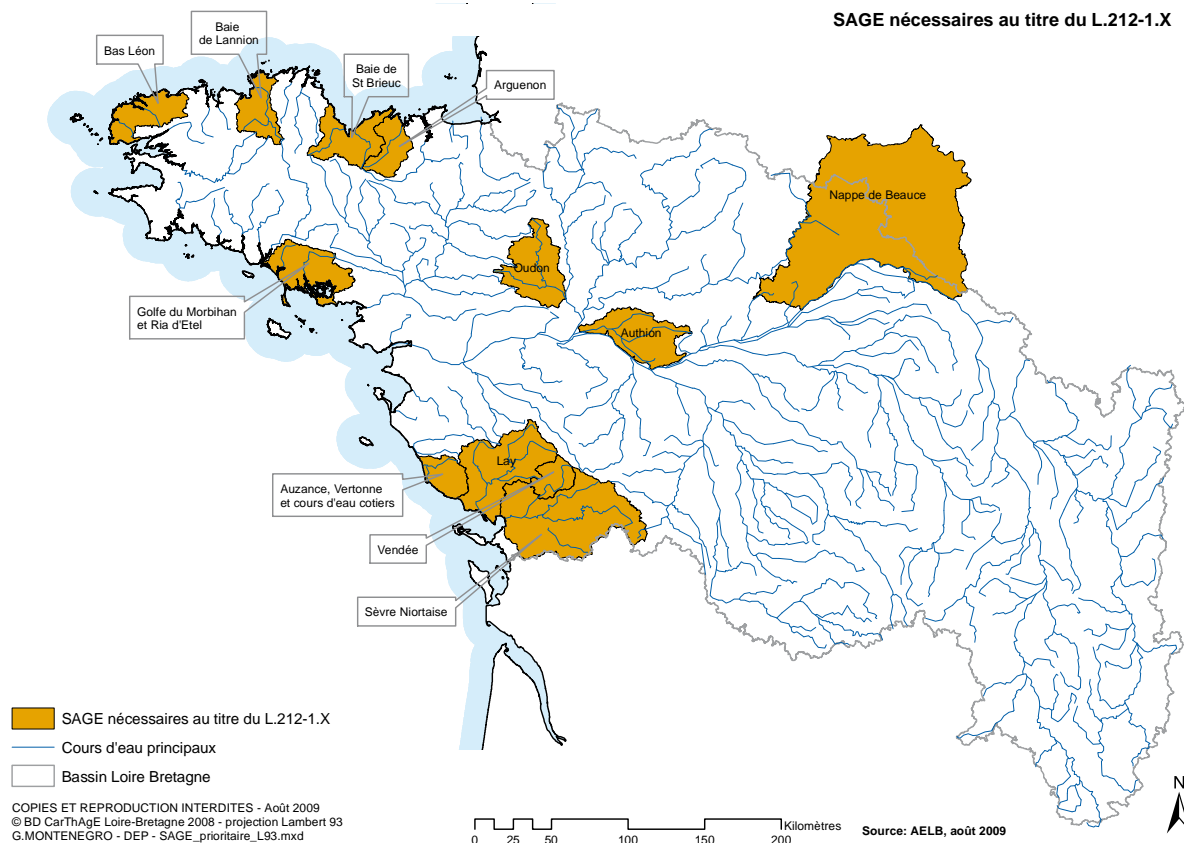 SAGE nécessaires au titre du L.212-1.X
Baie
de Lannion
Bas Léon
Baie de
St Brieuc
Arguenon
Nappe de Beauce
Oudon
Golfe du Morbihan
et Ria d'Etel
Authion
Lay
Auzance, Vertonne
et cours d'eau cotiers
Vendée
Sèvre Niortaise
SAGE nécessaires au titre du L.212-1.X
Cours d'eau principaux
Bassin Loire Bretagne
COPIES ET REPRODUCTION INTERDITES - Août 2009
© BD CarThAgE Loire-Bretagne 2008 - projection Lambert 93
G.MONTENEGRO - DEP - SAGE_prioritaire_L93.mxd
Kilomètres
0 25 50 100 150 200
Source: AELB, août 2009
N